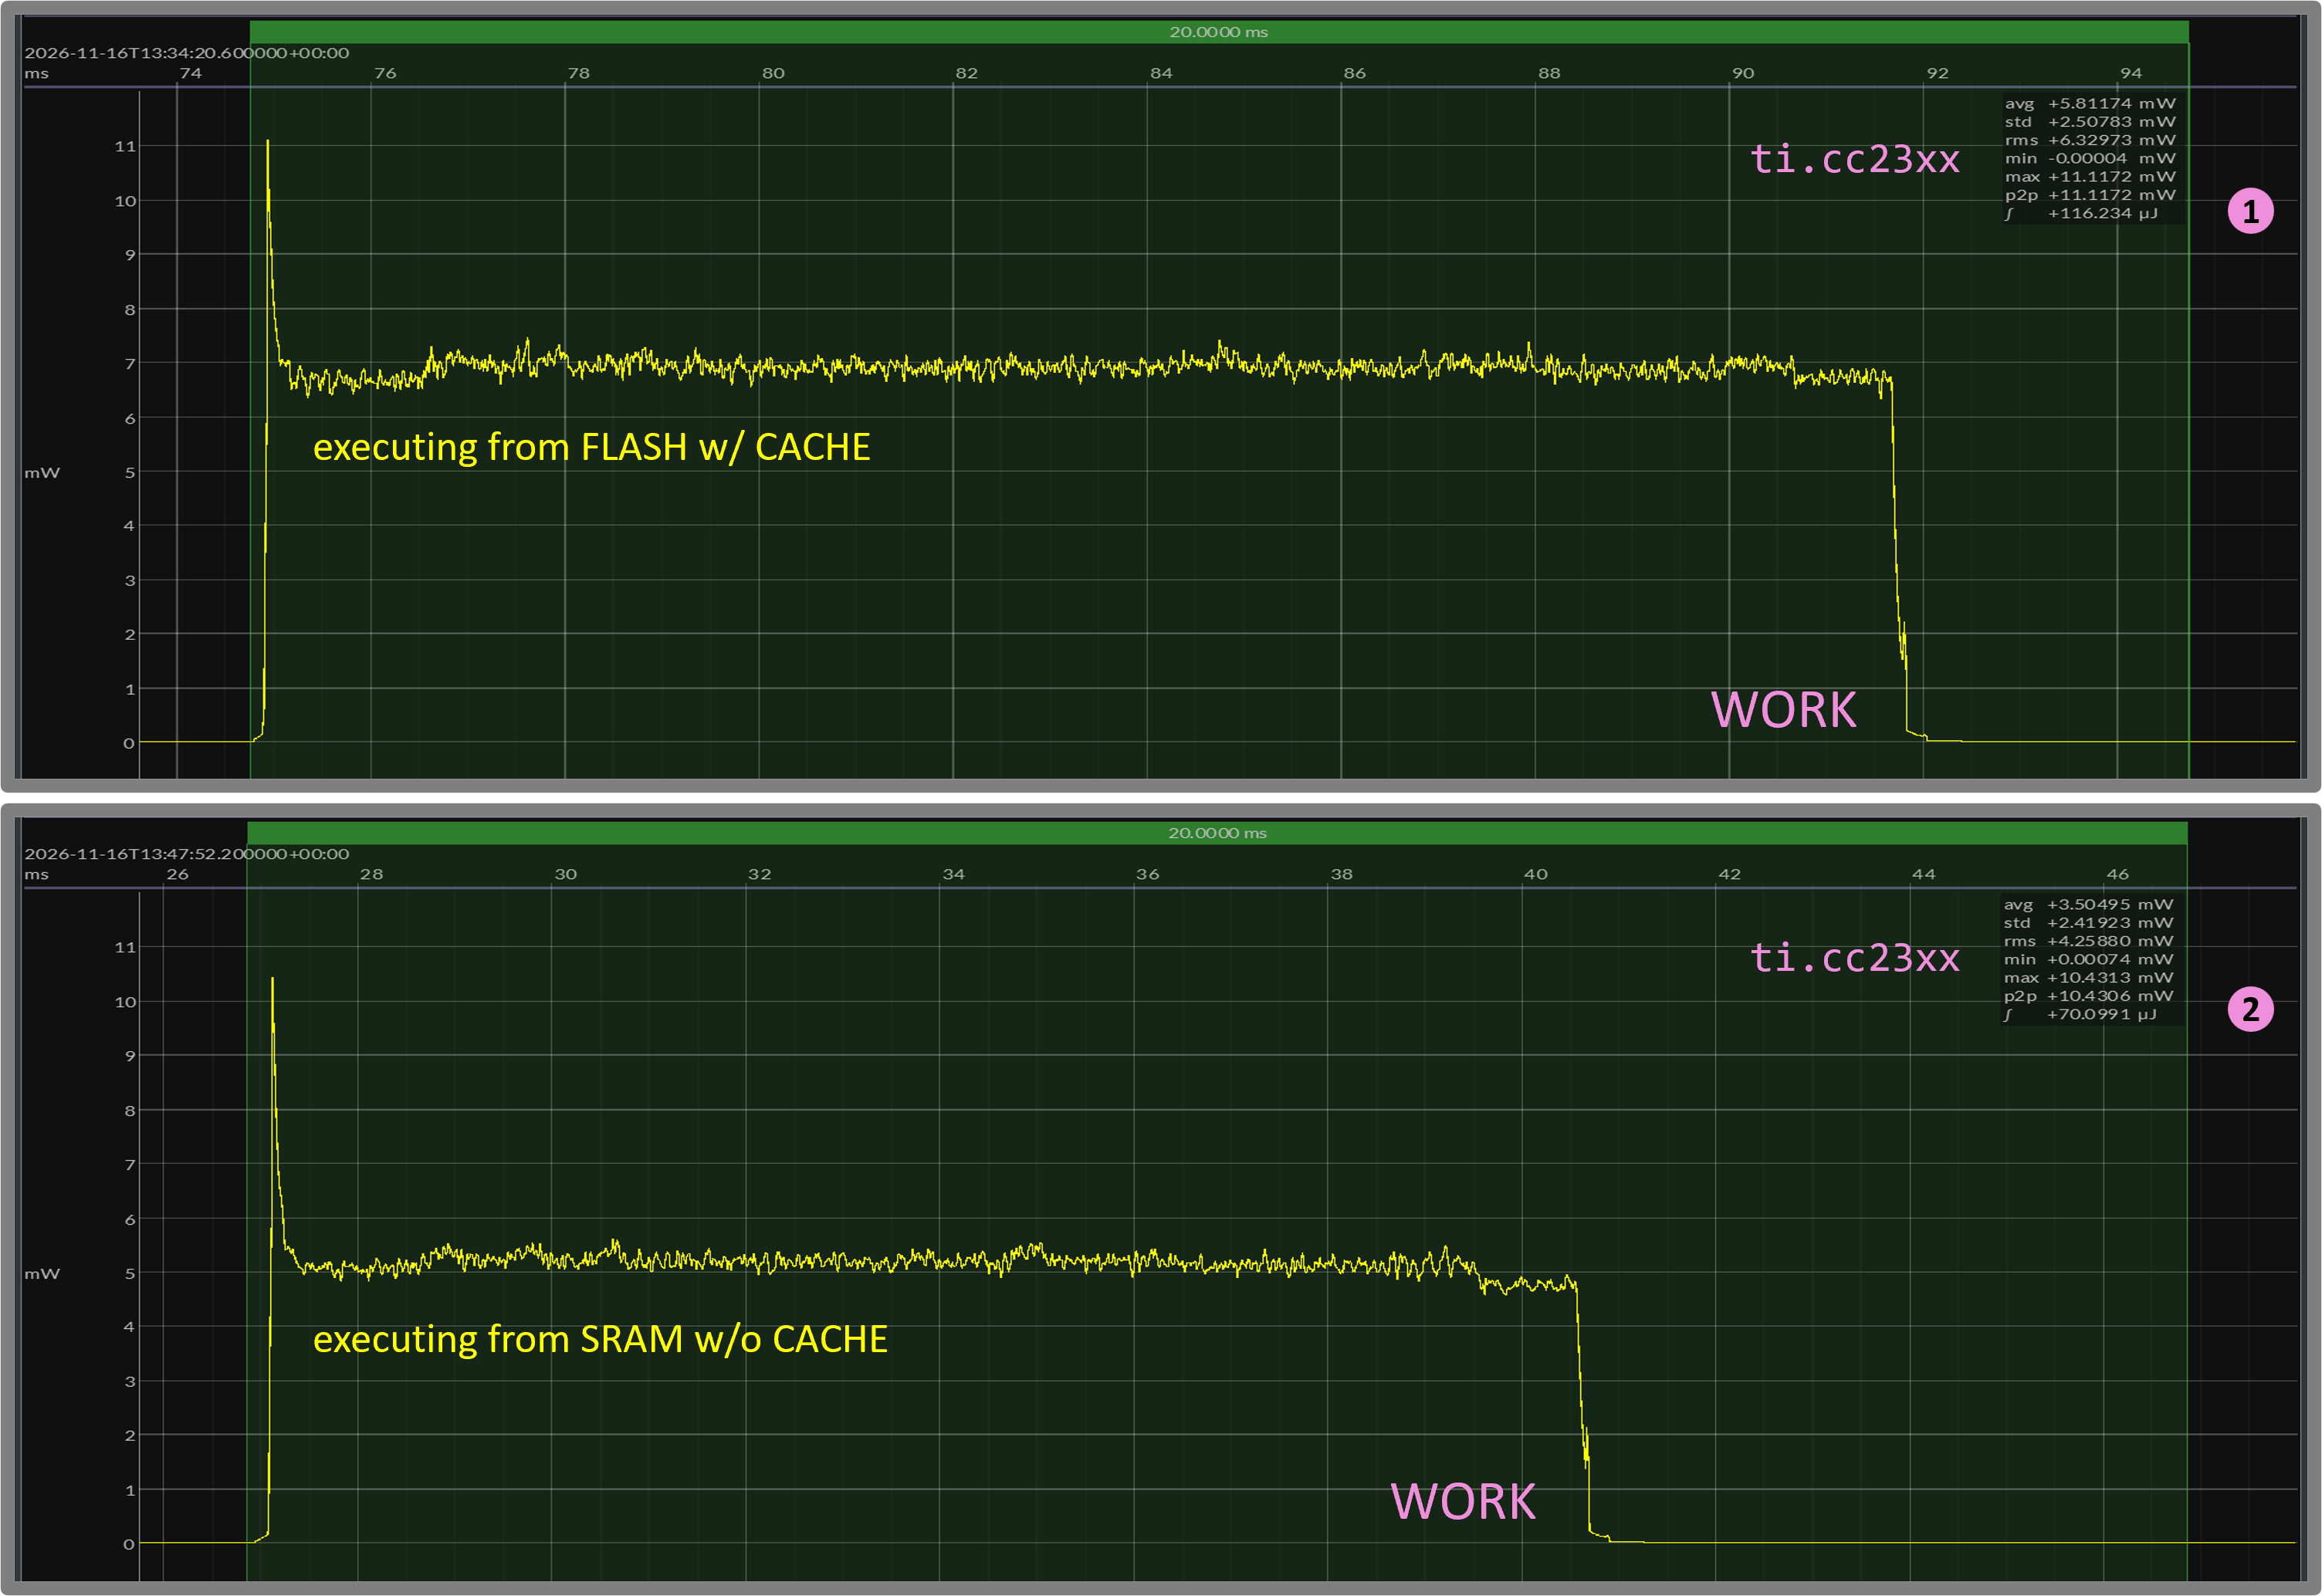 20.0000 ms
2026-11-16T13:34:20.600000+00:00
ms 74 76 78 80 82 84 86 88 90 92 94
avg +5.81174 mW
std +2.50783 mW
rms +6.32973 mW
min -0.00004 mW
max +11.1172 mW
p2p +11.1172 mW
∫ +116.234 µJ
ti.cc23xx
1
11
10
9
8
7
6
executing from FLASH w/ CACHE
mW
5
4
3
2
1
WORK
0
20.0000 ms
2026-11-16T13:47:52.200000+00:00
ms 26 28 30 32 34 36 38 40 42 44 46
avg +3.50495 mW
std +2.41923 mW
rms +4.25880 mW
min +0.00074 mW
max +10.4313 mW
p2p +10.4306 mW
∫ +70.0991 µJ
ti.cc23xx
2
11
10
9
8
7
6
mW
5
executing from SRAM w/o CACHE
4
3
2
1
WORK
0